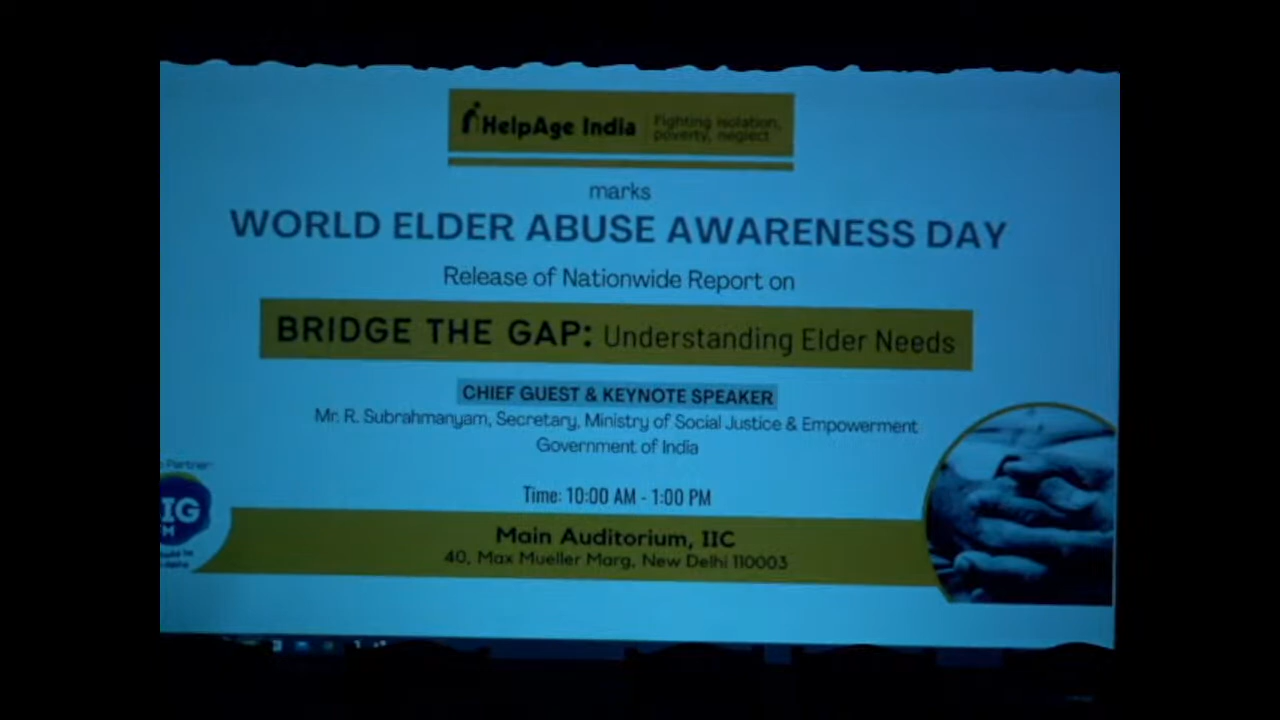 HelpAge India
Fighting isolation,
poverty, neglect
marks
WORLD ELDER ABUSE AWARENESS DAY
Release of Nationwide Report on
BRIDGE THE GAP: Understanding Elder Needs
CHIEF GUEST & KEYNOTE SPEAKER
Mr. R. Subrahmanyam, Secretary, Ministry of Social Justice & Empowerment
Government of India
Time: 10:00 AM - 1:00 PM
Partner
IG
Main Auditorium, IIC
40, Max Mueller Marg, New Delhi 110003